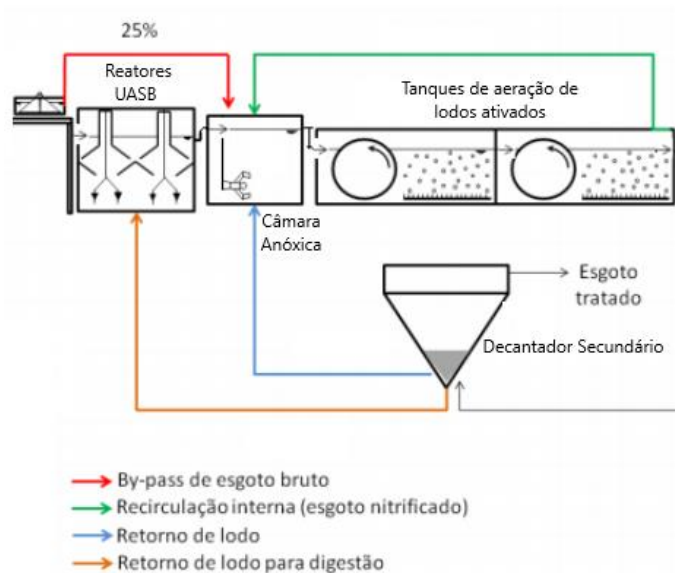 25%
Reatores
UASB
Tanques de aeração de
lodos ativados
Câmara
Anóxica
Esgoto
tratado
Decantador Secundário
By-pass de esgoto bruto
Recirculação interna (esgoto nitrificado)
Retorno de lodo
Retorno de lodo para digestão